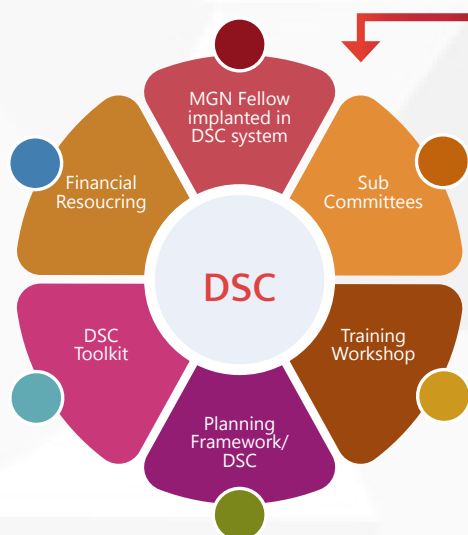 MGN Fellow
implanted in
DSC system
Sub
Committees
Training
Workshop
Planning
Framework/
DSC
DSC
Toolkit
Financial
Resoucring
DSC